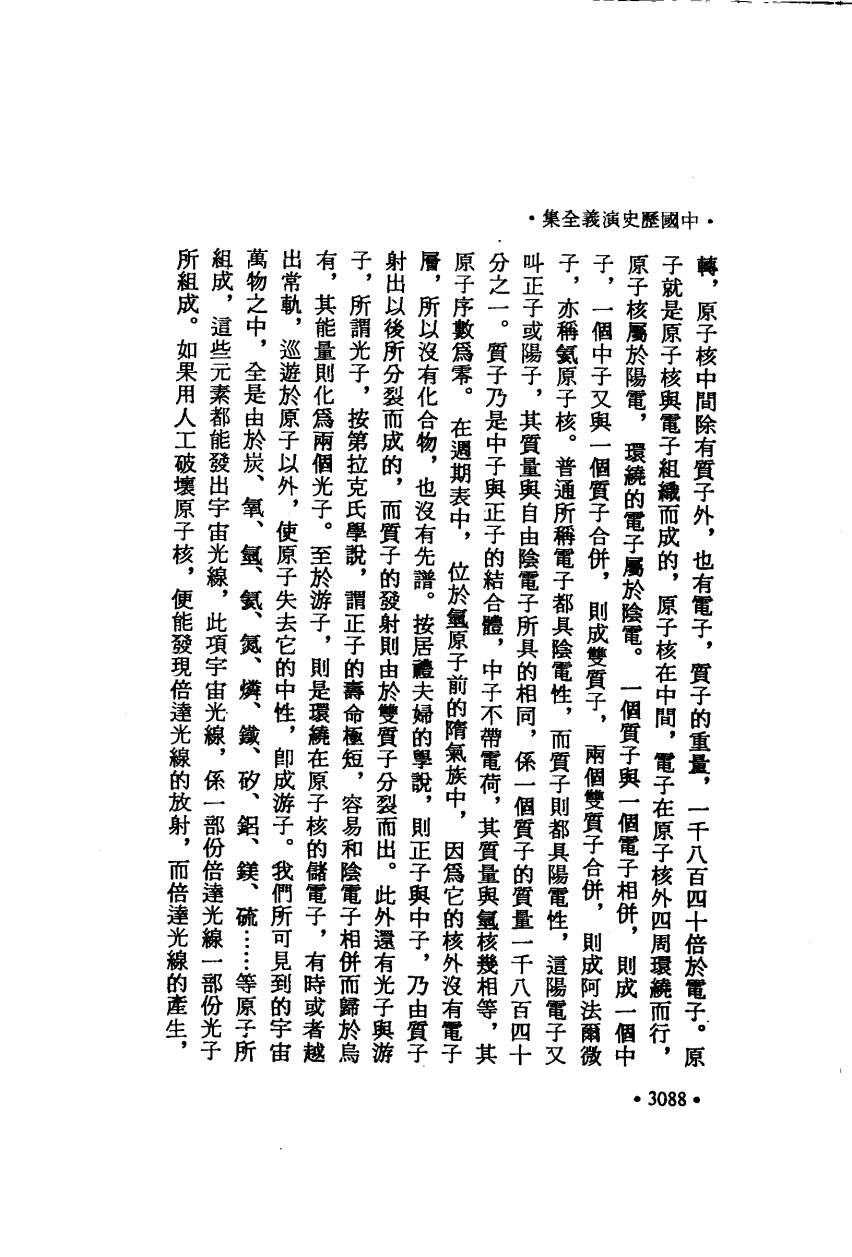 ·中國歷史演義全集·
轉，原子核中間除有質子外，也有電子，質子的重量，一千八百四十倍於電子。原
子就是原子核與電子組織而成的，原子核在中間，電子在原子核外四周環繞而行，
原子核屬於陽電，環繞的電子屬於陰電。一個質子與一個電子相併，則成一個中
子，一個中子又與一個質子合併，則成雙質子，兩個雙質子合併，則成阿法爾微
子，亦稱氦原子核。普通所稱電子都具陰電性，而質子則都具陽電性，這陽電子又
叫正子或陽子，其質量與自由陰電子所具的相同，係一個質子的質量一千八百四十
分之一。質子乃是中子與正子的結合體，中子不帶電荷，其質量與氫核幾相等，其
原子序數爲零。在週期表中，位於氫原子前的隋氣族中，因爲它的核外沒有電子
層，所以沒有化合物，也沒有先譜。按居禮夫婦的學說，則正子與中子，乃由質子
射出以後所分裂而成的，而質子的發射則由於雙質子分裂而出。此外還有光子與游
子，所謂光子，按第拉克氏學說，謂正子的壽命極短，容易和陰電子相併而歸於烏
有，其能量則化爲兩個光子。至於游子，則是環繞在原子核的儲電子，有時或者越
出常軌，巡遊於原子以外，使原子失去它的中性，卽成游子。我們所可見到的宇宙
萬物之中，全是由於炭、氧、氫、氦、氮、燐、鐵、矽、鋁、鎂、硫……等原子所
組成，這些元素都能發出宇宙光線，此項宇宙光線，係一部份倍達光線一部份光子
所組成。如果用人工破壞原子核，便能發現倍達光線的放射，而倍達光線的產生，
•3088•